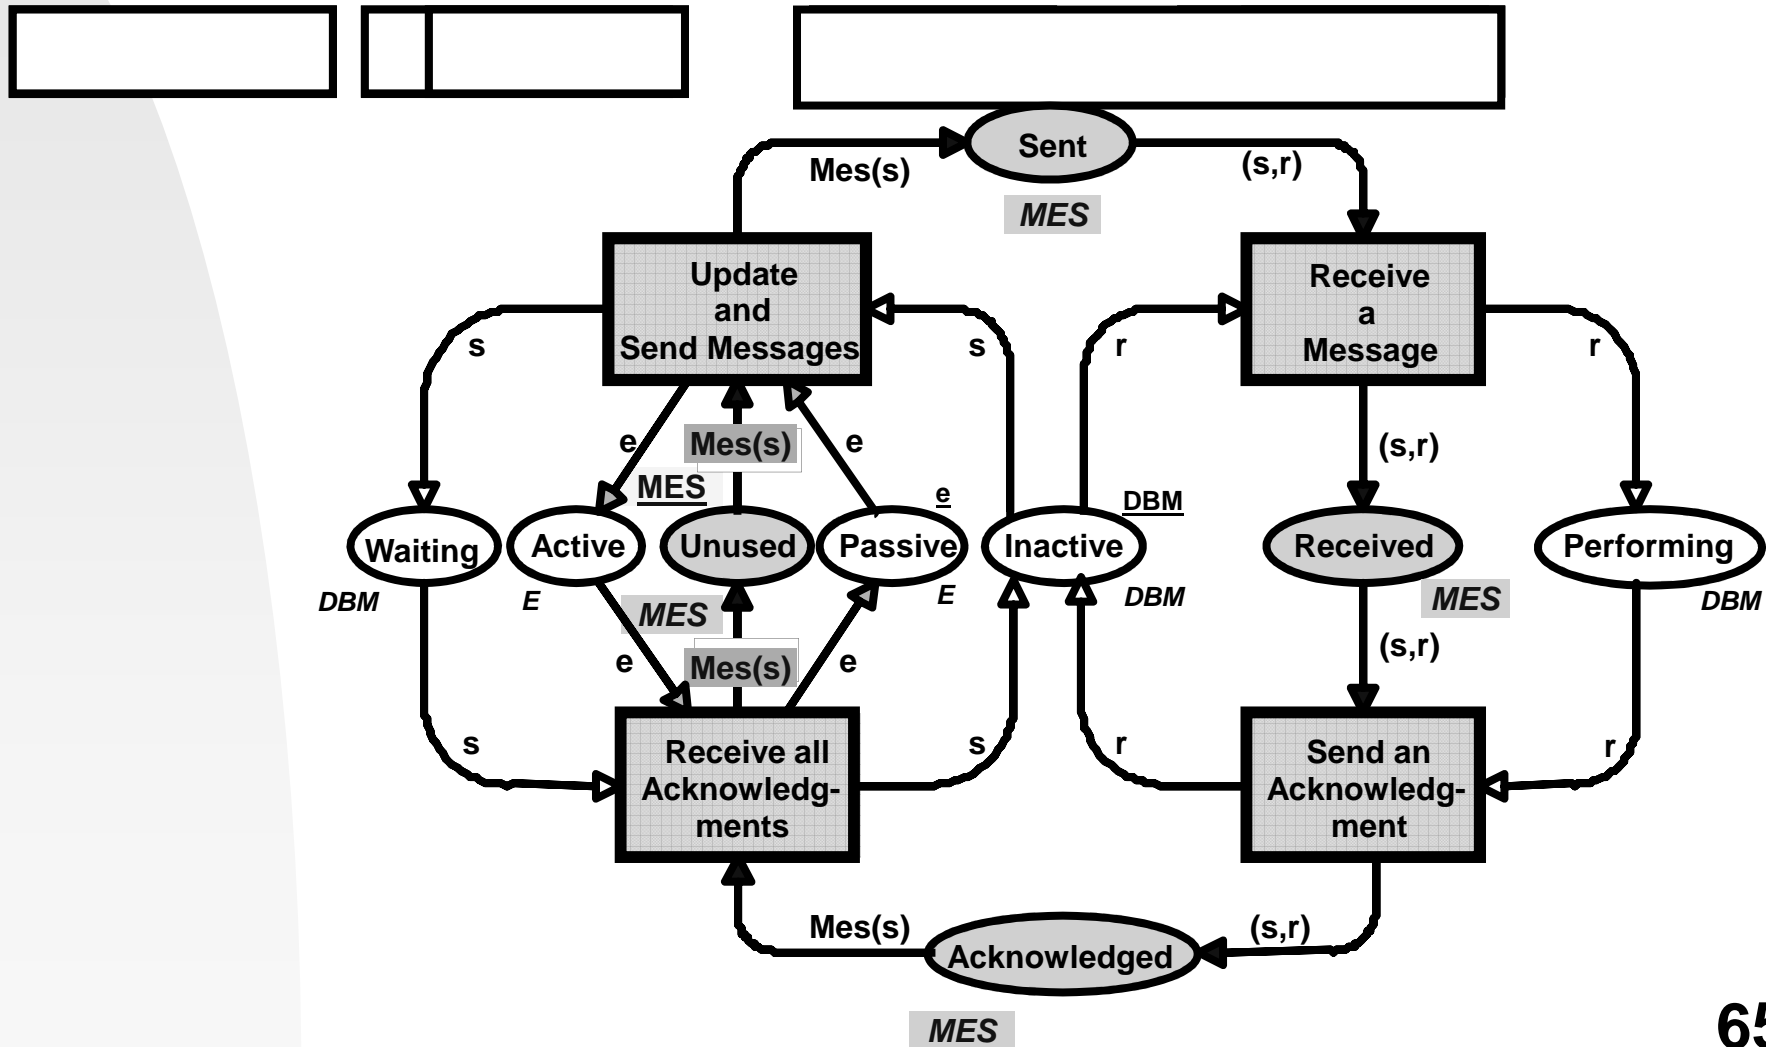 Sent
Mes(s)
(s,r)
MES
Update
and
Send Messages
Receive
a
Message
s
s
r
r
e
Mes(s)
e
(s,r)
MES
e
DBM
Waiting
Active
Unused
Passive
Inactive
Received
Performing
DBM
E
MES
E
DBM
MES
DBM
e
Mes(s)
e
(s,r)
s
Receive all
Acknowledg-
ments
s
r
Send an
Acknowledg-
ment
r
Mes(s)
Acknowledged
(s,r)
MES
65